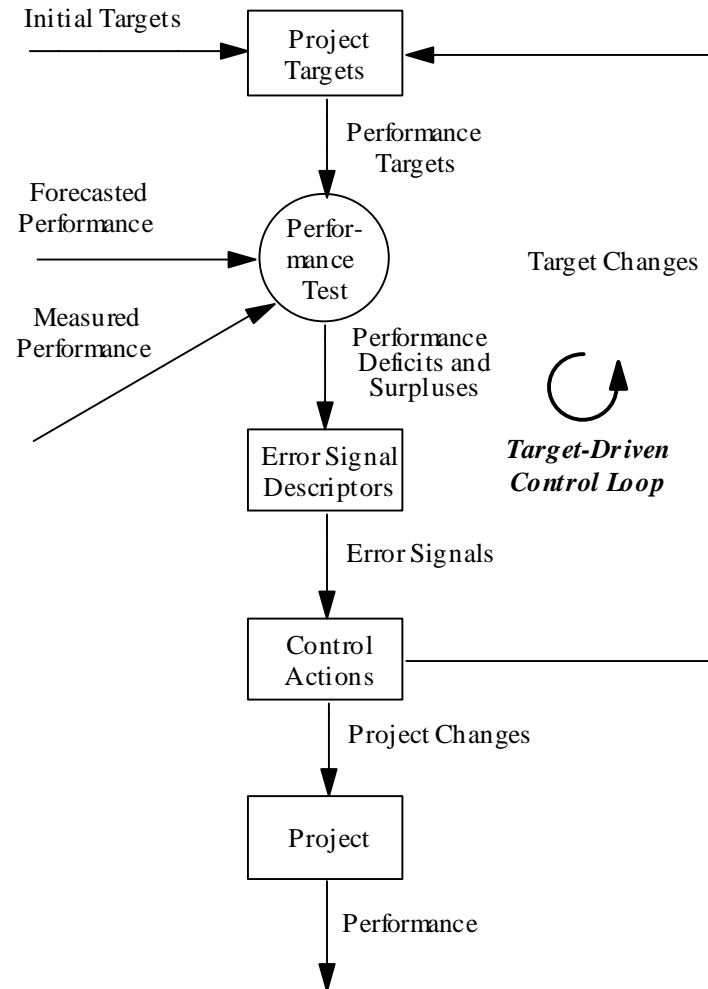 Initial Targets
Project
Targets
Performance
Targets
Forecasted
Performance
Perfor-
mance
Test
Target Changes
Measured
Performance
Performance
Deficits and
Surpluses
Target-Driven
Control Loop
Error Signal
Descriptors
Error Signals
Control
Actions
Project Changes
Project
Performance